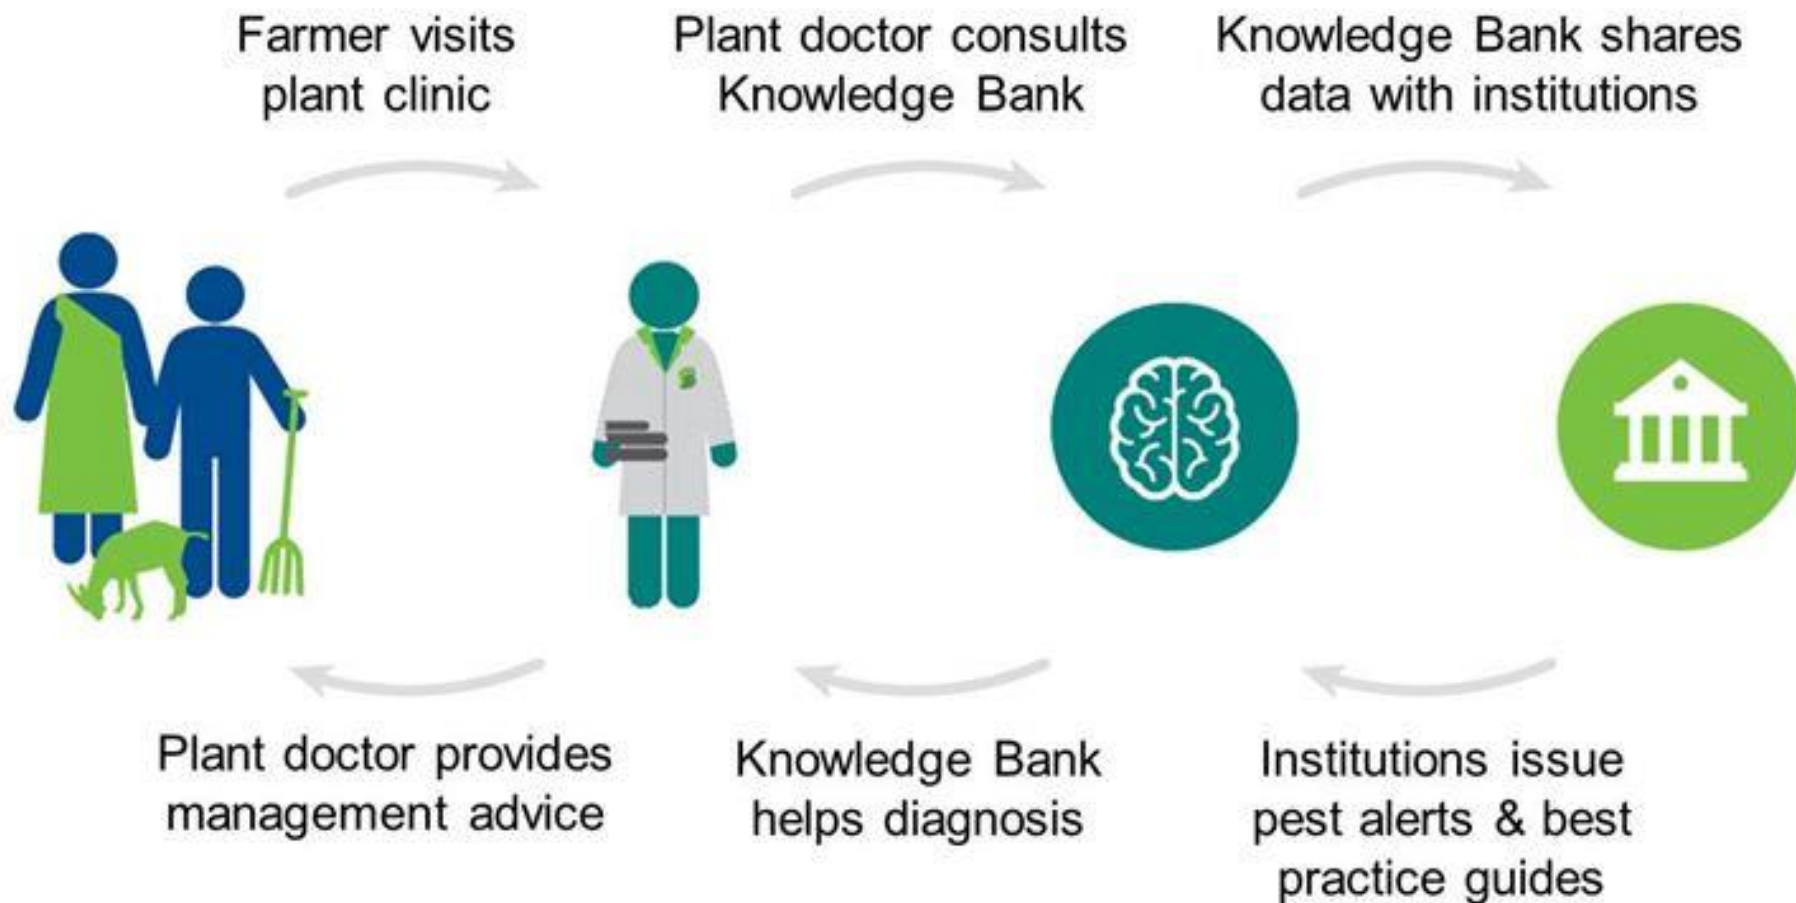 Farmer visits
plant clinic
Plant doctor consults
Knowledge Bank
Knowledge Bank shares
data with institutions
Plant doctor provides
management advice
Knowledge Bank
helps diagnosis
Institutions issue
pest alerts & best
practice guides